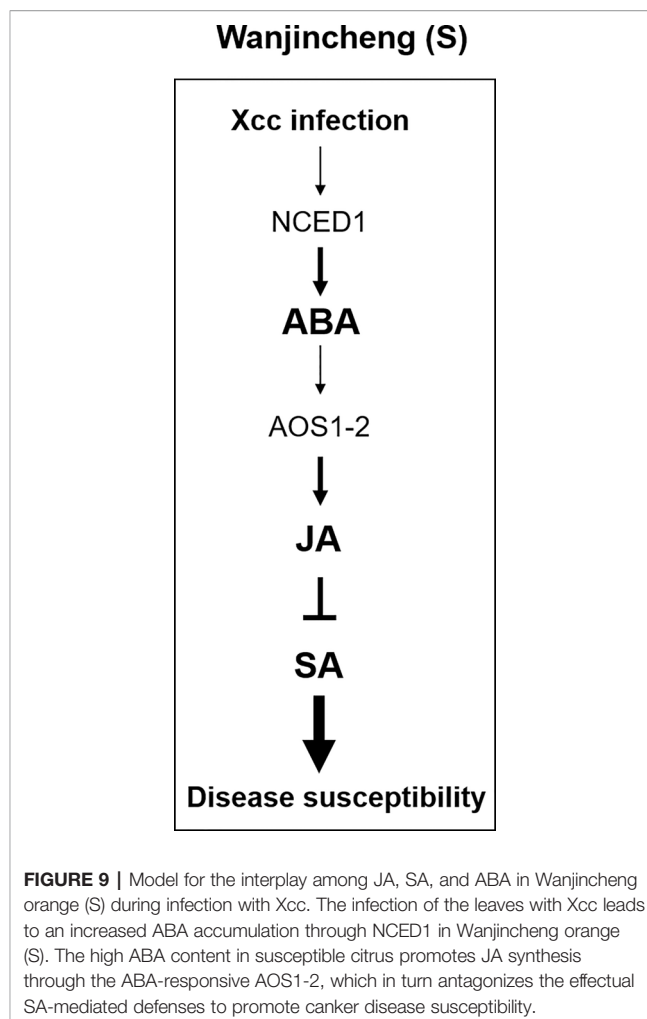 Wanjincheng (S)
Xcc infection
NCED1
ABA
AOS1-2
JA
SA
Disease susceptibility
FIGURE 9 | Model for the interplay among JA, SA, and ABA in Wanjincheng
orange (S) during infection with Xcc. The infection of the leaves with Xcc leads
to an increased ABA accumulation through NCED1 in Wanjincheng orange
(S). The high ABA content in susceptible citrus promotes JA synthesis
through the ABA-responsive AOS1-2, which in turn antagonizes the effectual
SA-mediated defenses to promote canker disease susceptibility.